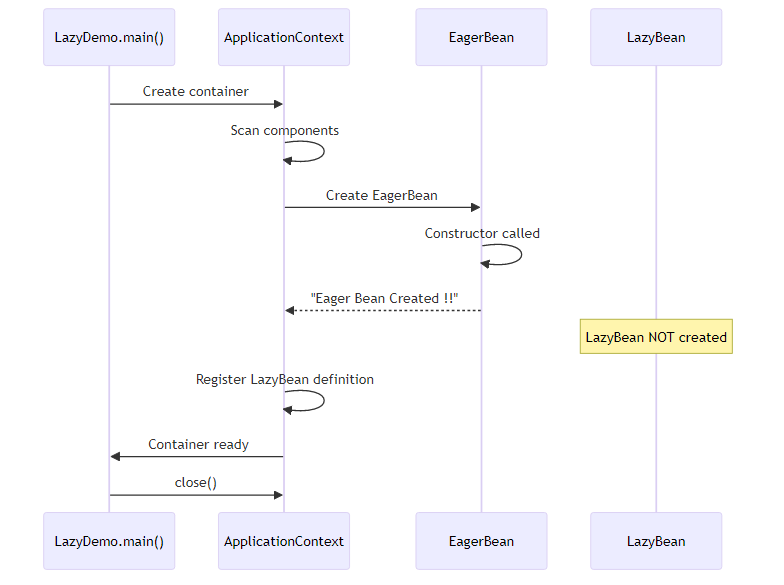 LazyDemo.main() ApplicationContext EagerBean LazyBean
Create container
Scan components
Create EagerBean
Constructor called
"Eager Bean Created !!"
LazyBean NOT created
Register LazyBean definition
Container ready
close()
LazyDemo.main() ApplicationContext EagerBean LazyBean